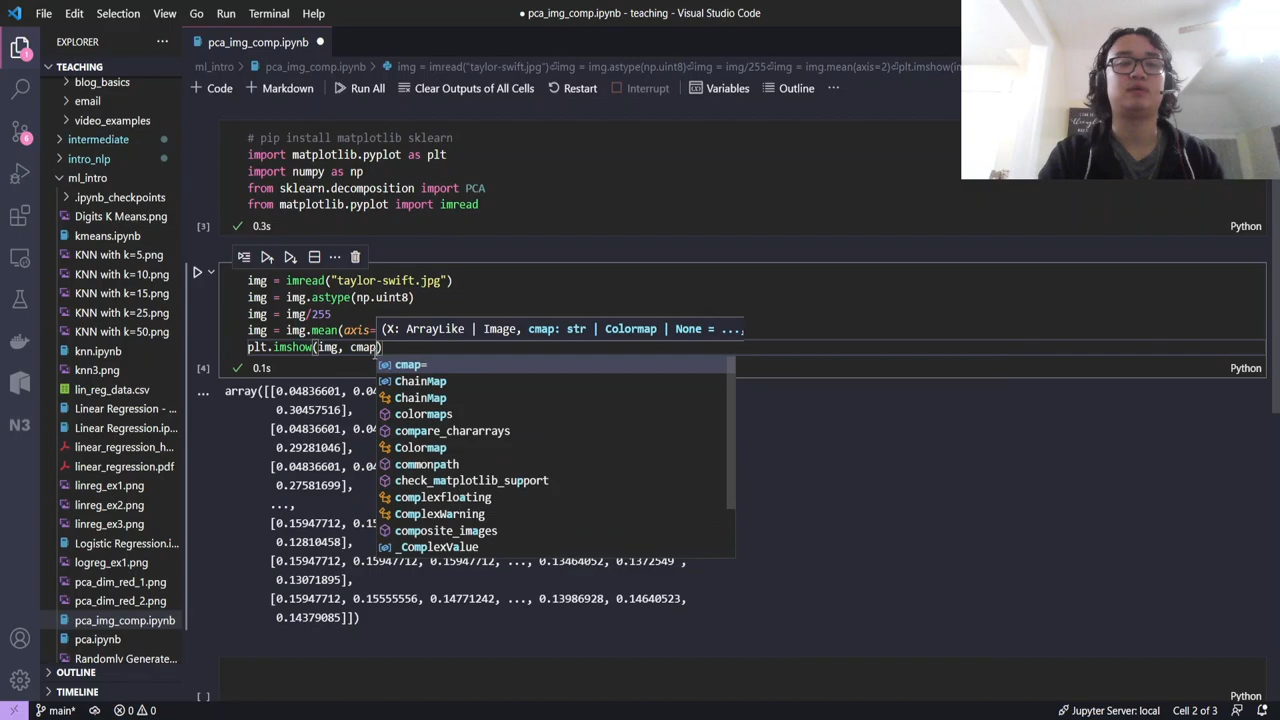 File Edit Selection View Go Run Terminal Help
● pca_img_comp.ipynb - teaching - Visual Studio Code
EXPLORER
TEACHING
blog_basics
email
video_examples
intermediate
intro_nlp
ml_intro
.ipynb_checkpoints
Digits K Means.png
kmeans.ipynb
KNN with k=5.png
KNN with k=10.png
KNN with k=15.png
KNN with k=25.png
KNN with k=50.png
knn.ipynb
knn3.png
lin_reg_data.csv
Linear Regression - ...
Linear Regression.ip...
linear_regression_h...
linear_regression.pdf
linreg_ex1.png
linreg_ex2.png
linreg_ex3.png
Logistic Regression.i...
logreg_ex1.png
pca_dim_red_1.png
pca_dim_red_2.png
pca_img_comp.ipynb
pca.ipynb
Randomly Generate...
OUTLINE
TIMELINE
1
6
N3
pca_img_comp.ipynb ●
ml_intro > pca_img_comp.ipynb > img = imread("taylor-swift.jpg")img = img.astype(np.uint8)img = img/255img = img.mean(axis=2)plt.imshow(im
+ Code + Markdown Run All Clear Outputs of All Cells Restart Interrupt Variables Outline ...
# pip install matplotlib sklearn
import matplotlib.pyplot as plt
import numpy as np
from sklearn.decomposition import PCA
from matplotlib.pyplot import imread
[3] 0.3s Python
img = imread("taylor-swift.jpg")
img = img.astype(np.uint8)
img = img/255
img = img.mean(axis=
(X: ArrayLike | Image, cmap: str | Colormap | None = ...,
plt.imshow(img, cmap)
[4] 0.1s Python
cmap=
ChainMap
ChainMap
colormaps
compare_chararrays
Colormap
commonpath
check_matplotlib_support
complexfloating
ComplexWarning
composite_images
_ComplexValue
... array([[0.04836601, 0.04
0.30457516],
[0.04836601, 0.04
0.29281046],
[0.04836601, 0.04
0.27581699],
...,
[0.15947712, 0.15
0.12810458],
[0.15947712, 0.15947712, 0.15947712, ..., 0.13464052, 0.1372549 ,
0.13071895],
[0.15947712, 0.15555556, 0.14771242, ..., 0.13986928, 0.14640523,
0.14379085]])
[ ] Python
main* 0 0 Jupyter Server: local Cell 2 of 3